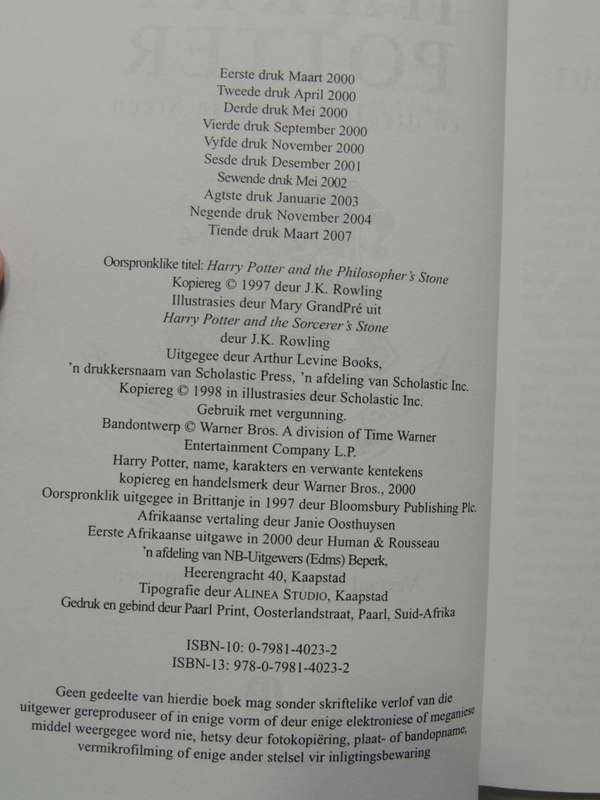 Eerste druk Maart 2000
Tweede druk April 2000
Derde druk Mei 2000
Vierde druk September 2000
Vyfde druk November 2000
Sesde druk Desember 2001
Sewende druk Mei 2002
Agtste druk Januarie 2003
Negende druk November 2004
Tiende druk Maart 2007
Oorspronklike titel: Harry Potter and the Philosopher's Stone
Kopiereg © 1997 deur J.K. Rowling
Illustrasies deur Mary GrandPré uit
Harry Potter and the Sorcerer's Stone
deur J.K. Rowling
Uitgegee deur Arthur Levine Books,
'n drukkersnaam van Scholastic Press, 'n afdeling van Scholastic Inc.
Kopiereg © 1998 in illustrasies deur Scholastic Inc.
Gebruik met vergunning.
Bandontwerp © Warner Bros. A division of Time Warner
Entertainment Company L.P.
Harry Potter, name, karakters en verwante kentekens
kopiereg en handelsmerk deur Warner Bros., 2000
Oorspronklik uitgegee in Brittanje in 1997 deur Bloomsbury Publishing Plc.
Afrikaanse vertaling deur Janie Oosthuysen
Eerste Afrikaanse uitgawe in 2000 deur Human & Rousseau
'n afdeling van NB-Uitgewers (Edms) Beperk,
Heerengracht 40, Kaapstad
Tipografie deur ALINEA STUDIO, Kaapstad
Gedruk en gebind deur Paarl Print, Oosterlandstraat, Paarl, Suid-Afrika
ISBN-10: 0-7981-4023-2
ISBN-13: 978-0-7981-4023-2
Geen gedeelte van hierdie boek mag sonder skriftelike verlof van die
uitgewer gereproduseer of in enige vorm of deur enige elektroniese of meganiese
middel weergegee word nie, hetsy deur fotokopiëring, plaat- of bandopname,
vermikrofilming of enige ander stelsel vir inligtingsbewaring